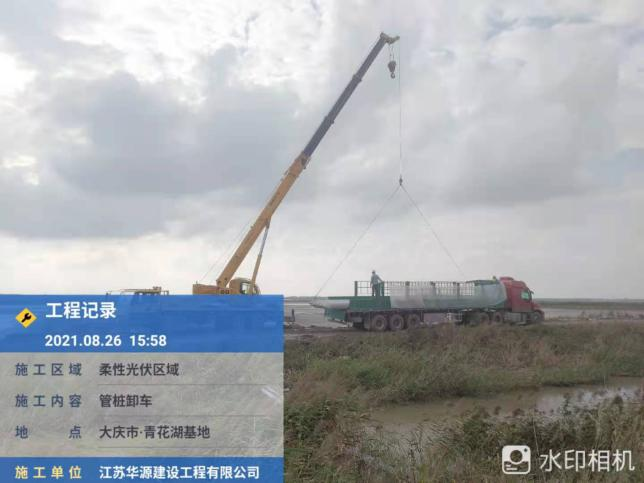 工程记录
2021.08.26 15:58
施工区域 柔性光伏区域
施工内容 管桩卸车
地 点 大庆市·青花湖基地
施工单位 江苏华源建设工程有限公司
水印相机